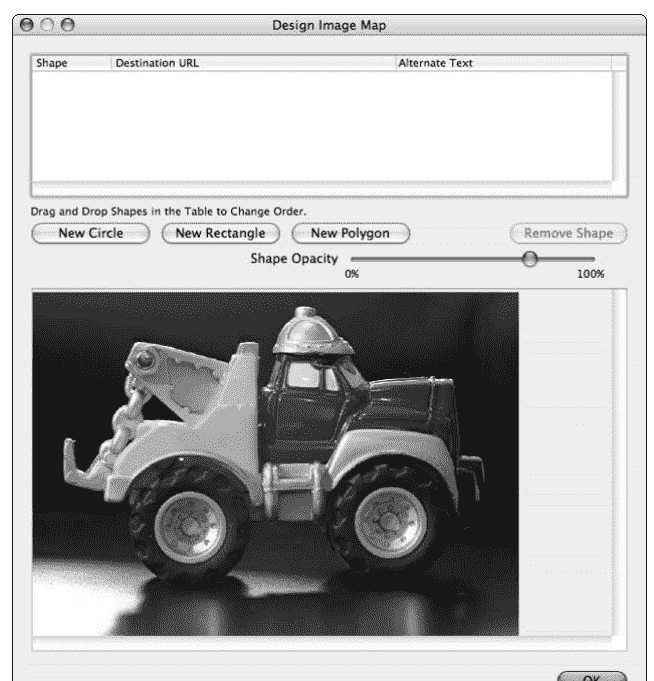 Design Image Map
Shape Destination URL Alternate Text
Drag and Drop Shapes in the Table to Change Order.
New Circle New Rectangle New Polygon Remove Shape
Shape Opacity
0% 100%
OK